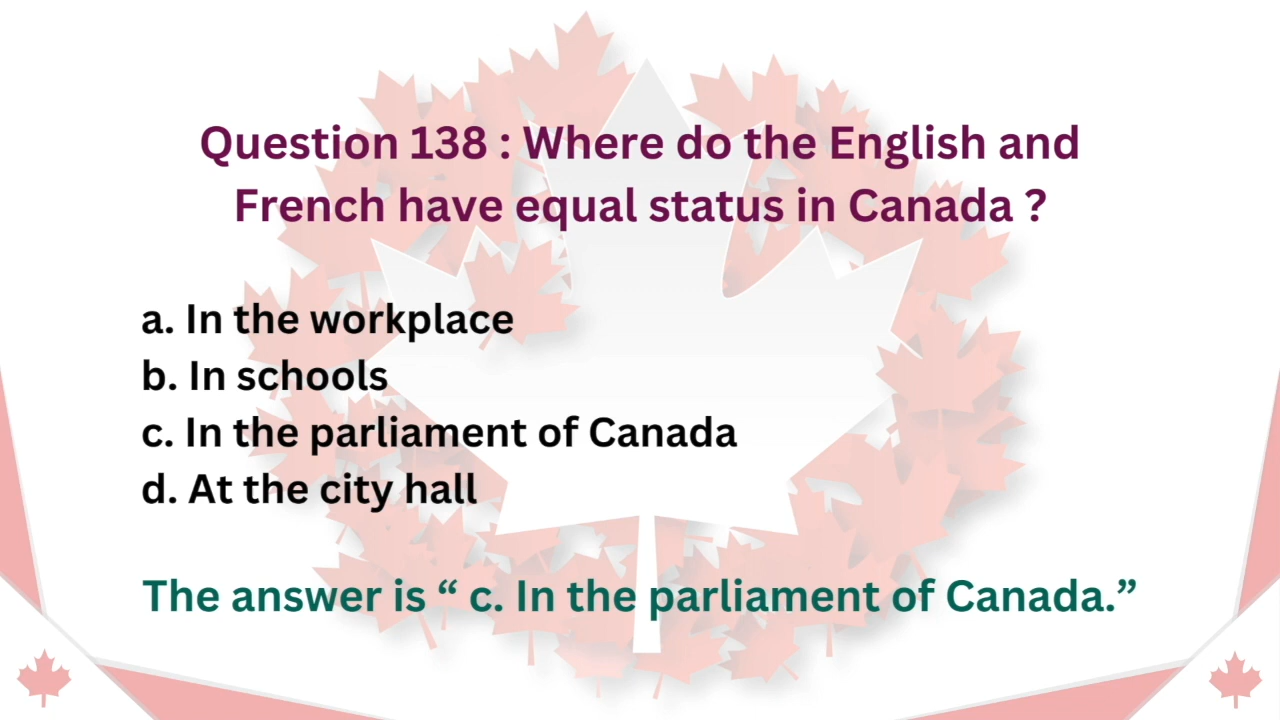 Question 138 : Where do the English and
French have equal status in Canada ?
a. In the workplace
b. In schools
c. In the parliament of Canada
d. At the city hall
The answer is “ c. In the parliament of Canada.”